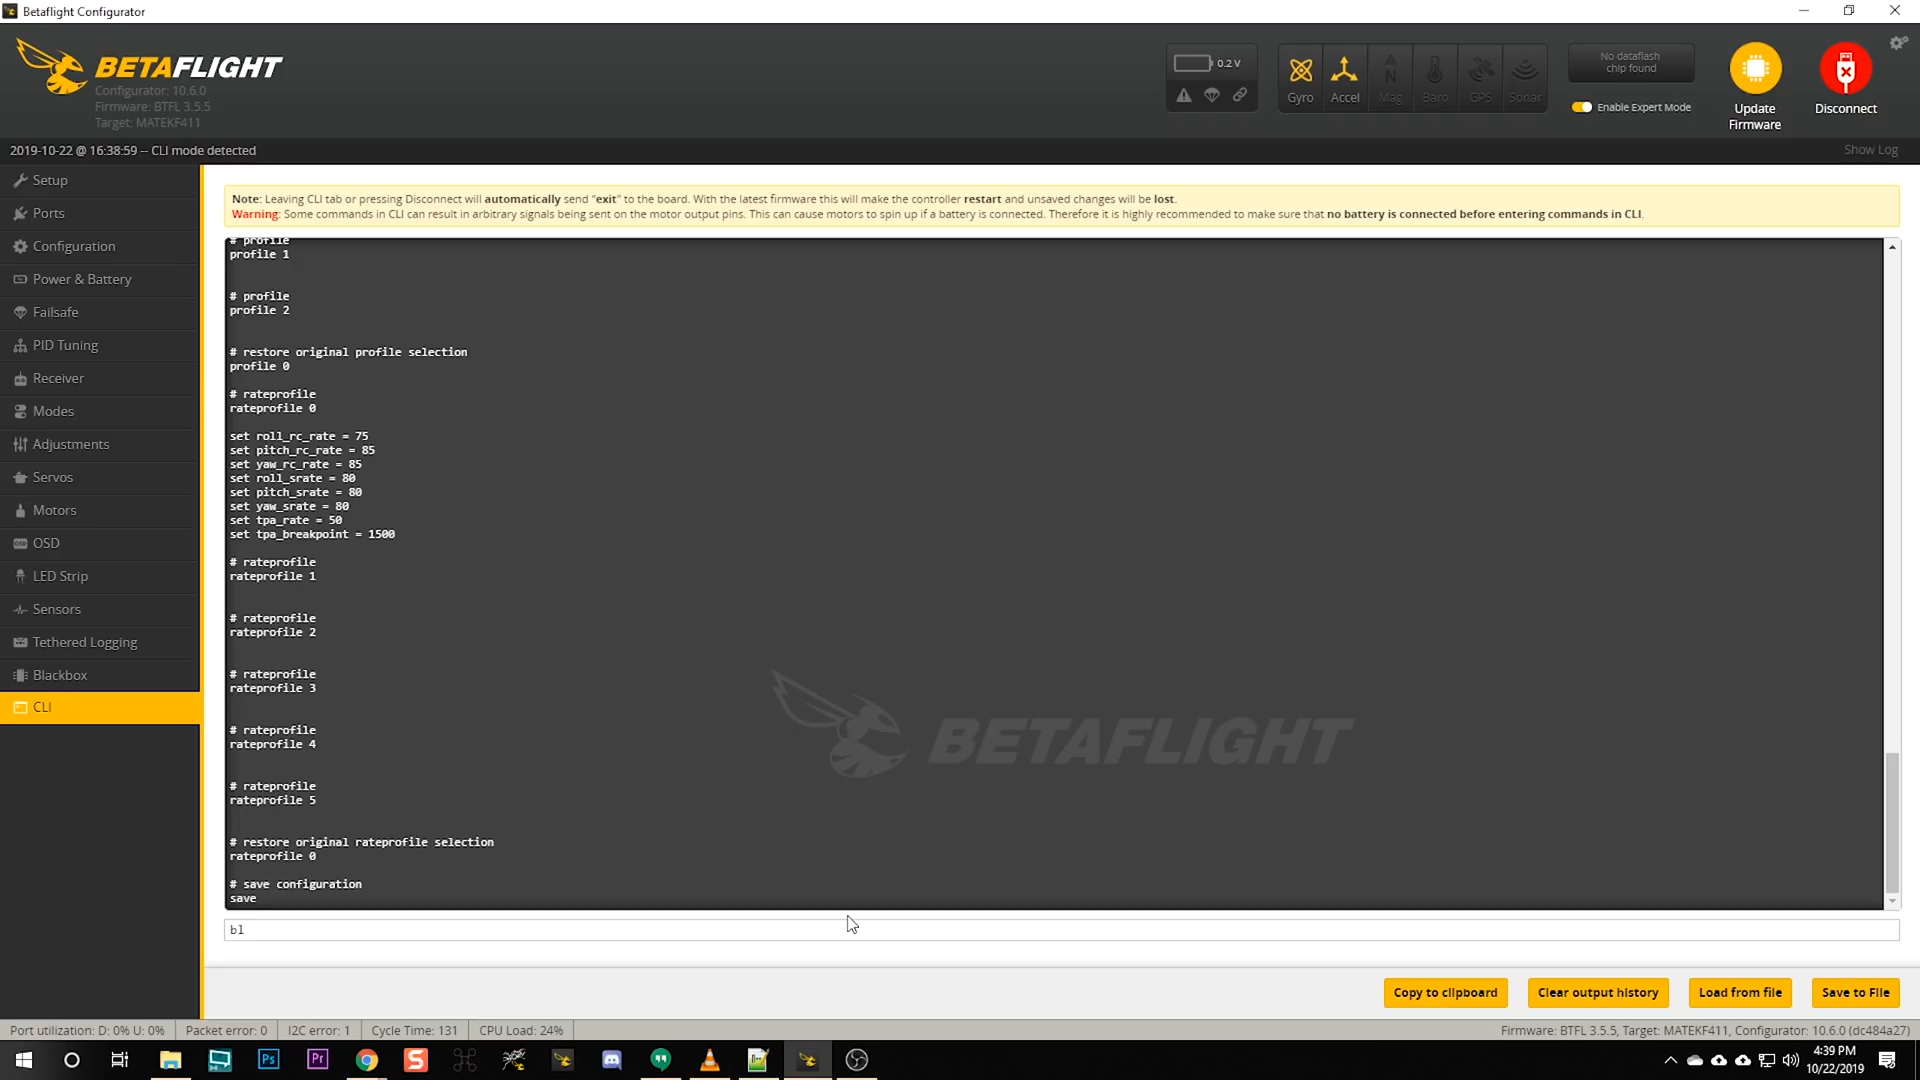 Betaflight Configurator
BETAFLIGHT
Configurator: 10.6.0
Firmware: BTFL 3.5.5
Target: MATEKF411
0.2 V
Gyro
Accel
Mag
Baro
GPS
Sonar
No dataflash
chip found
Enable Expert Mode
Update
Firmware
Disconnect
2019-10-22 @ 16:38:59 -- CLI mode detected
Show Log
Setup
Ports
Configuration
Power & Battery
Failsafe
PID Tuning
Receiver
Modes
Adjustments
Servos
Motors
OSD
LED Strip
Sensors
Tethered Logging
Blackbox
CLI
Note: Leaving CLI tab or pressing Disconnect will automatically send "exit" to the board. With the latest firmware this will make the controller restart and unsaved changes will be lost.
Warning: Some commands in CLI can result in arbitrary signals being sent on the motor output pins. This can cause motors to spin up if a battery is connected. Therefore it is highly recommended to make sure that no battery is connected before entering commands in CLI.
# profile
profile 1
# profile
profile 2
# restore original profile selection
profile 0
# rateprofile
rateprofile 0
set roll_rc_rate = 75
set pitch_rc_rate = 85
set yaw_rc_rate = 85
set roll_srate = 80
set pitch_srate = 80
set yaw_srate = 80
set tpa_rate = 50
set tpa_breakpoint = 1500
# rateprofile
rateprofile 1
# rateprofile
rateprofile 2
# rateprofile
rateprofile 3
# rateprofile
rateprofile 4
# rateprofile
rateprofile 5
# restore original rateprofile selection
rateprofile 0
# save configuration
save
BETAFLIGHT
bl
Copy to clipboard
Clear output history
Load from file
Save to File
Port utilization: D: 0% U: 0%
Packet error: 0
I2C error: 1
Cycle Time: 131
CPU Load: 24%
Firmware: BTFL 3.5.5, Target: MATEKF411, Configurator: 10.6.0 (dc484a27)
Ps
Pr
S
4:39 PM
10/22/2019